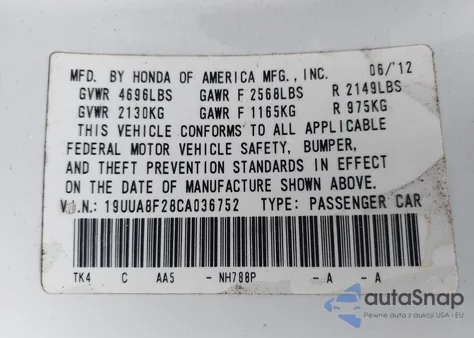 MFD. BY HONDA OF AMERICA MFG., INC. 06/'12
GVWR 4696LBS GAWR F 2568LBS R 2149LBS
GVWR 2130KG GAWR F 1165KG R 975KG
THIS VEHICLE CONFORMS TO ALL APPLICABLE
FEDERAL MOTOR VEHICLE SAFETY, BUMPER,
AND THEFT PREVENTION STANDARDS IN EFFECT
ON THE DATE OF MANUFACTURE SHOWN ABOVE.
V.I.N.: 19UUA8F28CA036752 TYPE: PASSENGER CAR
TK4 C AA5 - NH788P - A - A
autoSnap
Pewne auta z aukcji USA i EU